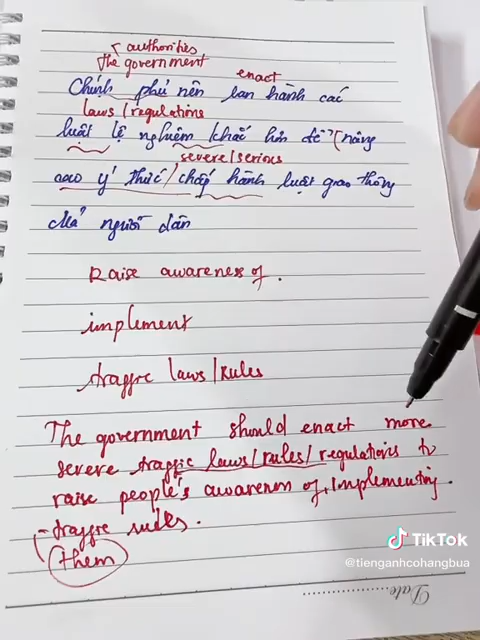 authorities
the government
enact
Chính phủ nên ban hành các
laws / regulations
luật lệ nghiêm khắc hơn để (nâng
severe/serious
cao ý thức / chấp hành luật giao thông
của người dân
Raise awareness of.
implement
traffic laws/rules
The government should enact more
severe traffic laws/rules/regulations to
raise people's awareness of implementing.
traffic rules.
them
TikTok
@tienganhcohangbua
Date